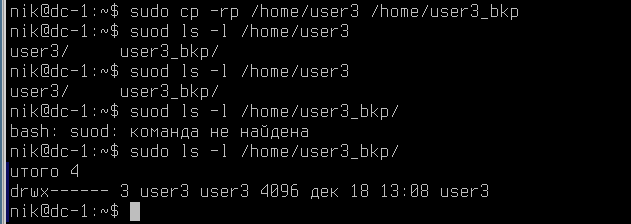 nik@dc-1:~$ sudo cp -rp /home/user3 /home/user3_bkp
nik@dc-1:~$ suod ls -l /home/user3
user3/     user3_bkp/
nik@dc-1:~$ suod ls -l /home/user3
user3/     user3_bkp/
nik@dc-1:~$ suod ls -l /home/user3_bkp/
bash: suod: команда не найдена
nik@dc-1:~$ sudo ls -l /home/user3_bkp/
итого 4
drwx------ 3 user3 user3 4096 дек 18 13:08 user3
nik@dc-1:~$